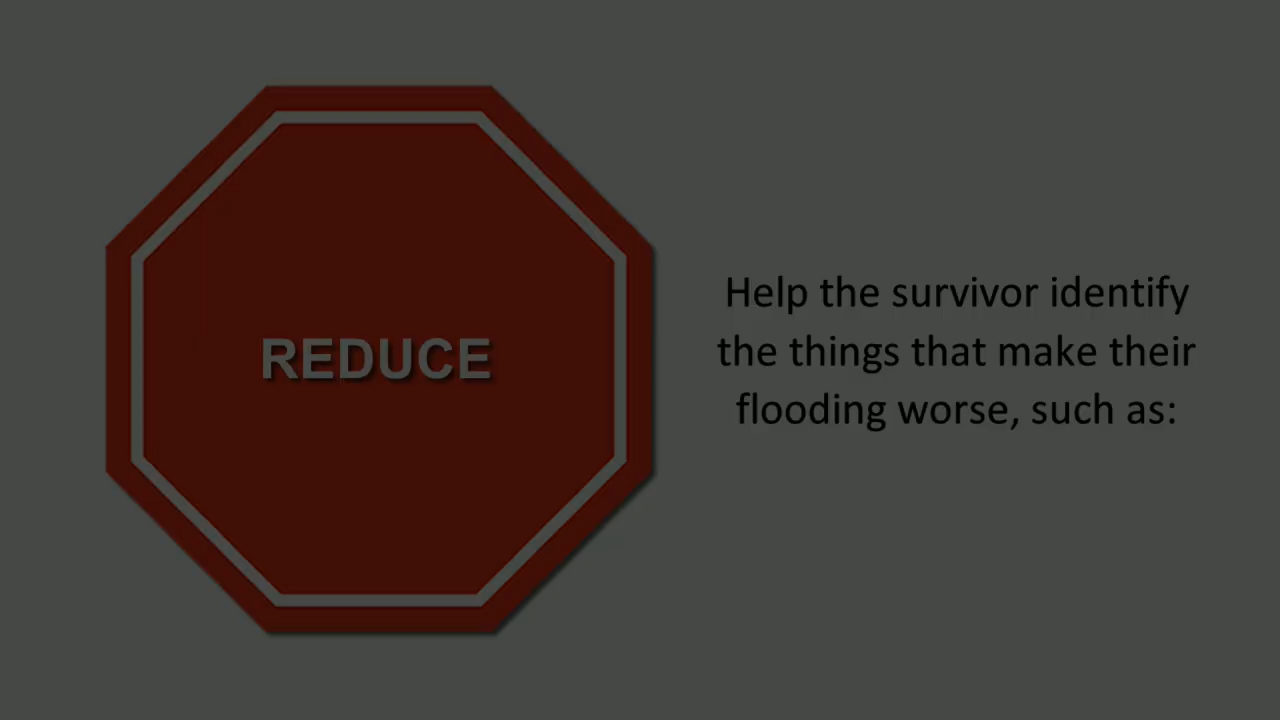 REDUCE
Help the survivor identify
the things that make their
flooding worse, such as: